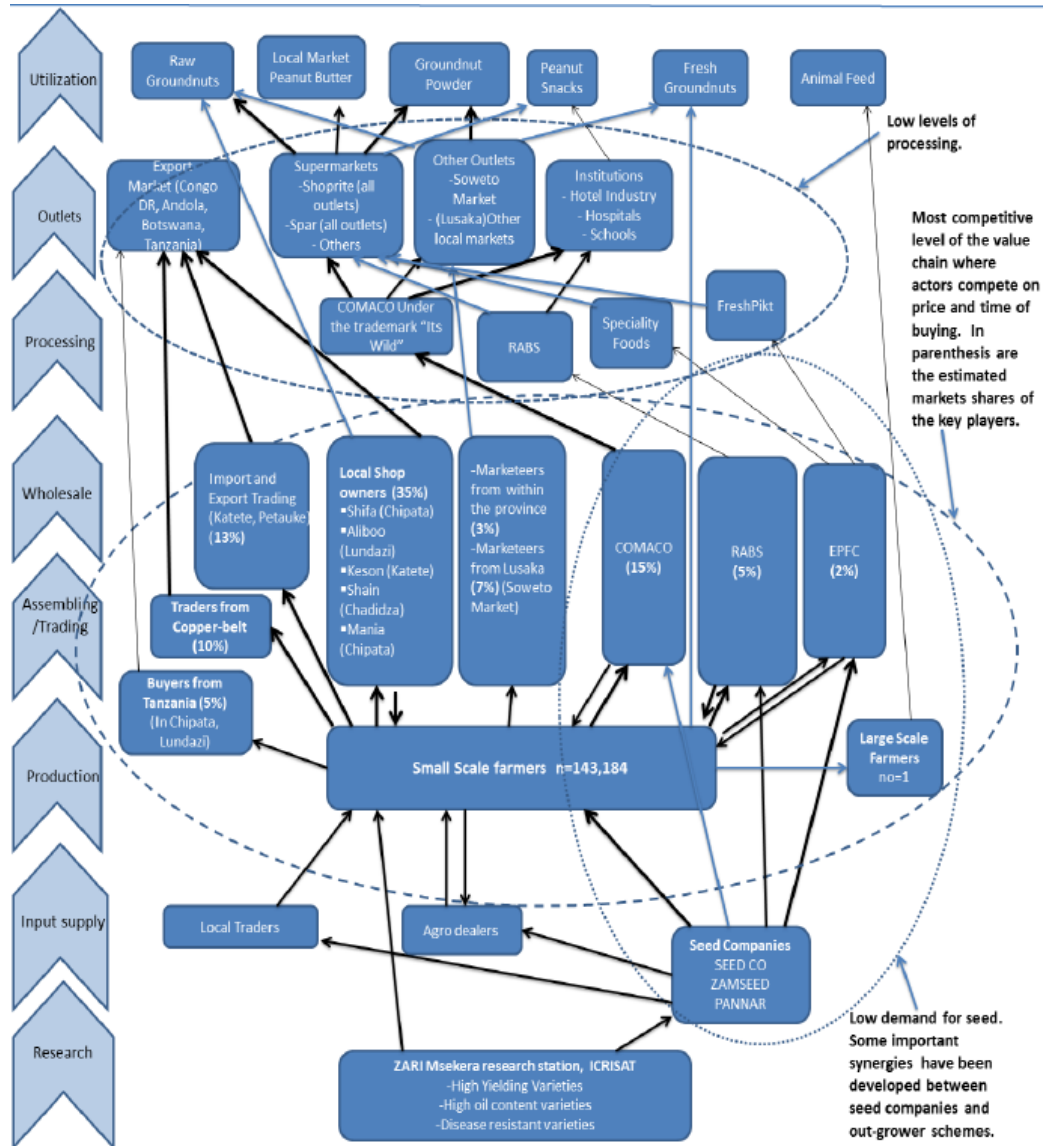 Utilization
Raw
Groundnuts
Local Market
Peanut Butter
Groundnut
Powder
Peanut
Snacks
Fresh
Groundnuts
Animal Feed
Low levels of
processing.
Outlets
Export
Market (Congo
DR, Andola,
Botswana,
Tanzania)
Supermarkets
-Shoprite (all
outlets)
-Spar (all outlets)
- Others
Other Outlets
-Soweto
Market
- (Lusaka)Other
local markets
Institutions
- Hotel Industry
- Hospitals
- Schools
Most competitive
level of the value
chain where
actors compete on
price and time of
buying. In
parenthesis are
the estimated
markets shares of
the key players.
Processing
COMACO Under
the trademark "Its
Wild"
RABS
Speciality
Foods
FreshPikt
Wholesale
Import and
Export Trading
(Katete, Petauke)
(13%)
Local Shop
owners (35%)
▪Shifa (Chipata)
▪Aliboo
(Lundazi)
▪Keson (Katete)
▪Shain
(Chadidza)
▪Mania
(Chipata)
-Marketeers
from within
the province
(3%)
-Marketeers
from Lusaka
(7%) (Soweto
Market)
COMACO
(15%)
RABS
(5%)
EPFC
(2%)
Assembling
/Trading
Traders from
Copper-belt
(10%)
Buyers from
Tanzania (5%)
(In Chipata,
Lundazi)
Production
Small Scale farmers n=143,184
Large Scale
Farmers
no=1
Input supply
Local Traders
Agro dealers
Seed Companies
SEED CO
ZAMSEED
PANNAR
Low demand for seed.
Some important
synergies have been
developed between
seed companies and
out-grower schemes.
Research
ZARI Msekera research station, ICRISAT
-High Yielding Varieties
-High oil content varieties
-Disease resistant varieties